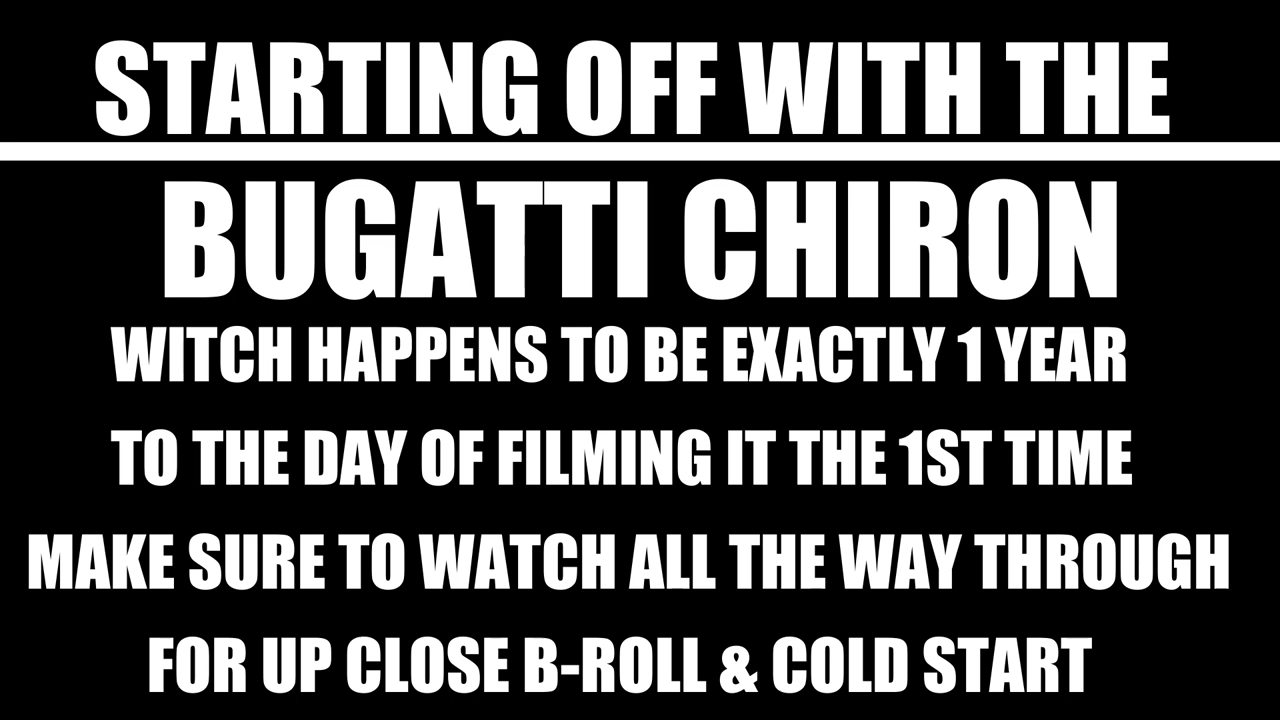 STARTING OFF WITH THE
BUGATTI CHIRON
WITCH HAPPENS TO BE EXACTLY 1 YEAR
TO THE DAY OF FILMING IT THE 1ST TIME
MAKE SURE TO WATCH ALL THE WAY THROUGH
FOR UP CLOSE B-ROLL & COLD START